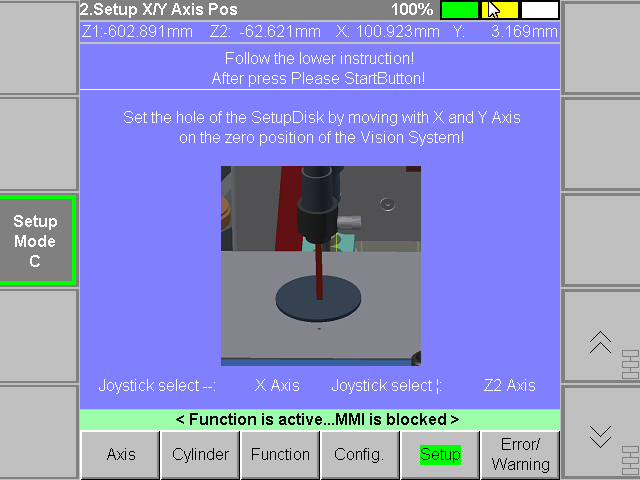 2.Setup X/Y Axis Pos 100%
Z1:-602.891mm Z2: -62.621mm X: 100.923mm Y: 3.169mm
Follow the lower instruction!
After press Please StartButton!
Set the hole of the SetupDisk by moving with X and Y Axis
on the zero position of the Vision System!
Setup
Mode
C
Joystick select --: X Axis Joystick select ¦: Z2 Axis
< Function is active...MMI is blocked >
Axis Cylinder Function Config. Setup Error/
Warning